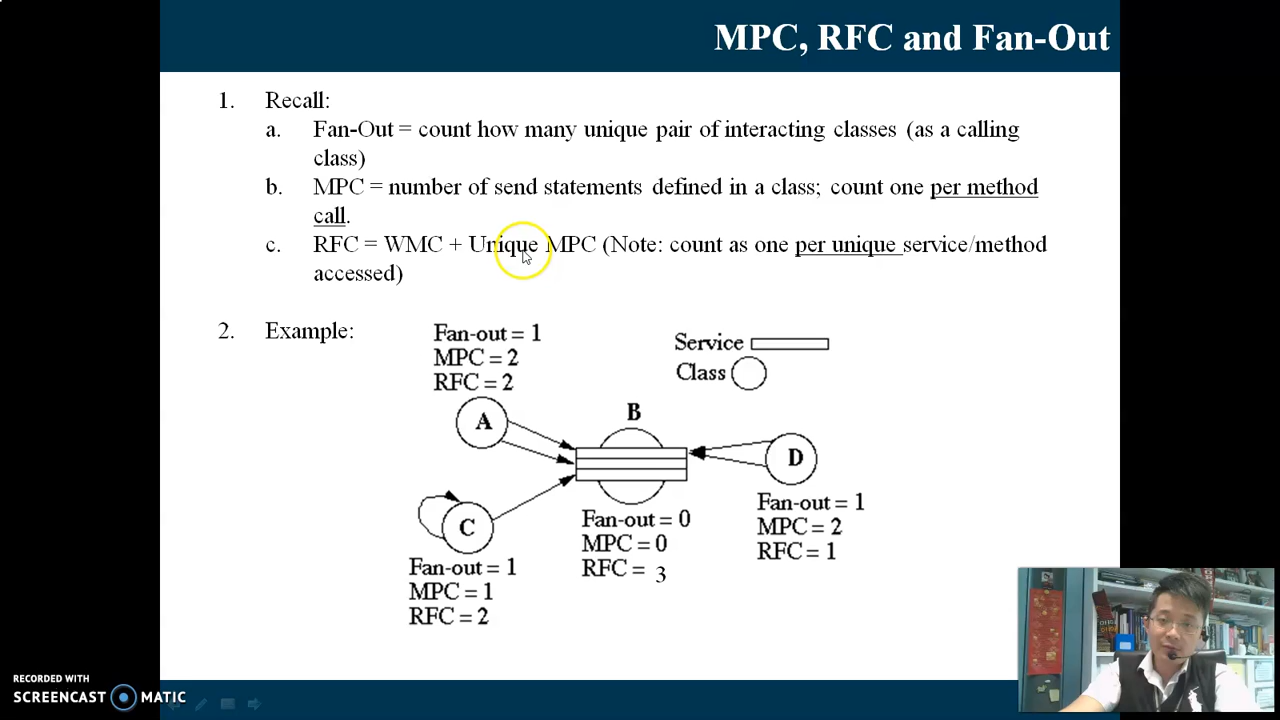 MPC, RFC and Fan-Out
1. Recall:
a. Fan-Out = count how many unique pair of interacting classes (as a calling
class)
b. MPC = number of send statements defined in a class; count one per method
call.
c. RFC = WMC + Unique MPC (Note: count as one per unique service/method
accessed)
2. Example:
Fan-out = 1
MPC = 2
RFC = 2
Service
Class
A
B
D
C
Fan-out = 1
MPC = 2
RFC = 1
Fan-out = 0
MPC = 0
RFC = 3
Fan-out = 1
MPC = 1
RFC = 2
RECORDED WITH
SCREENCAST MATIC